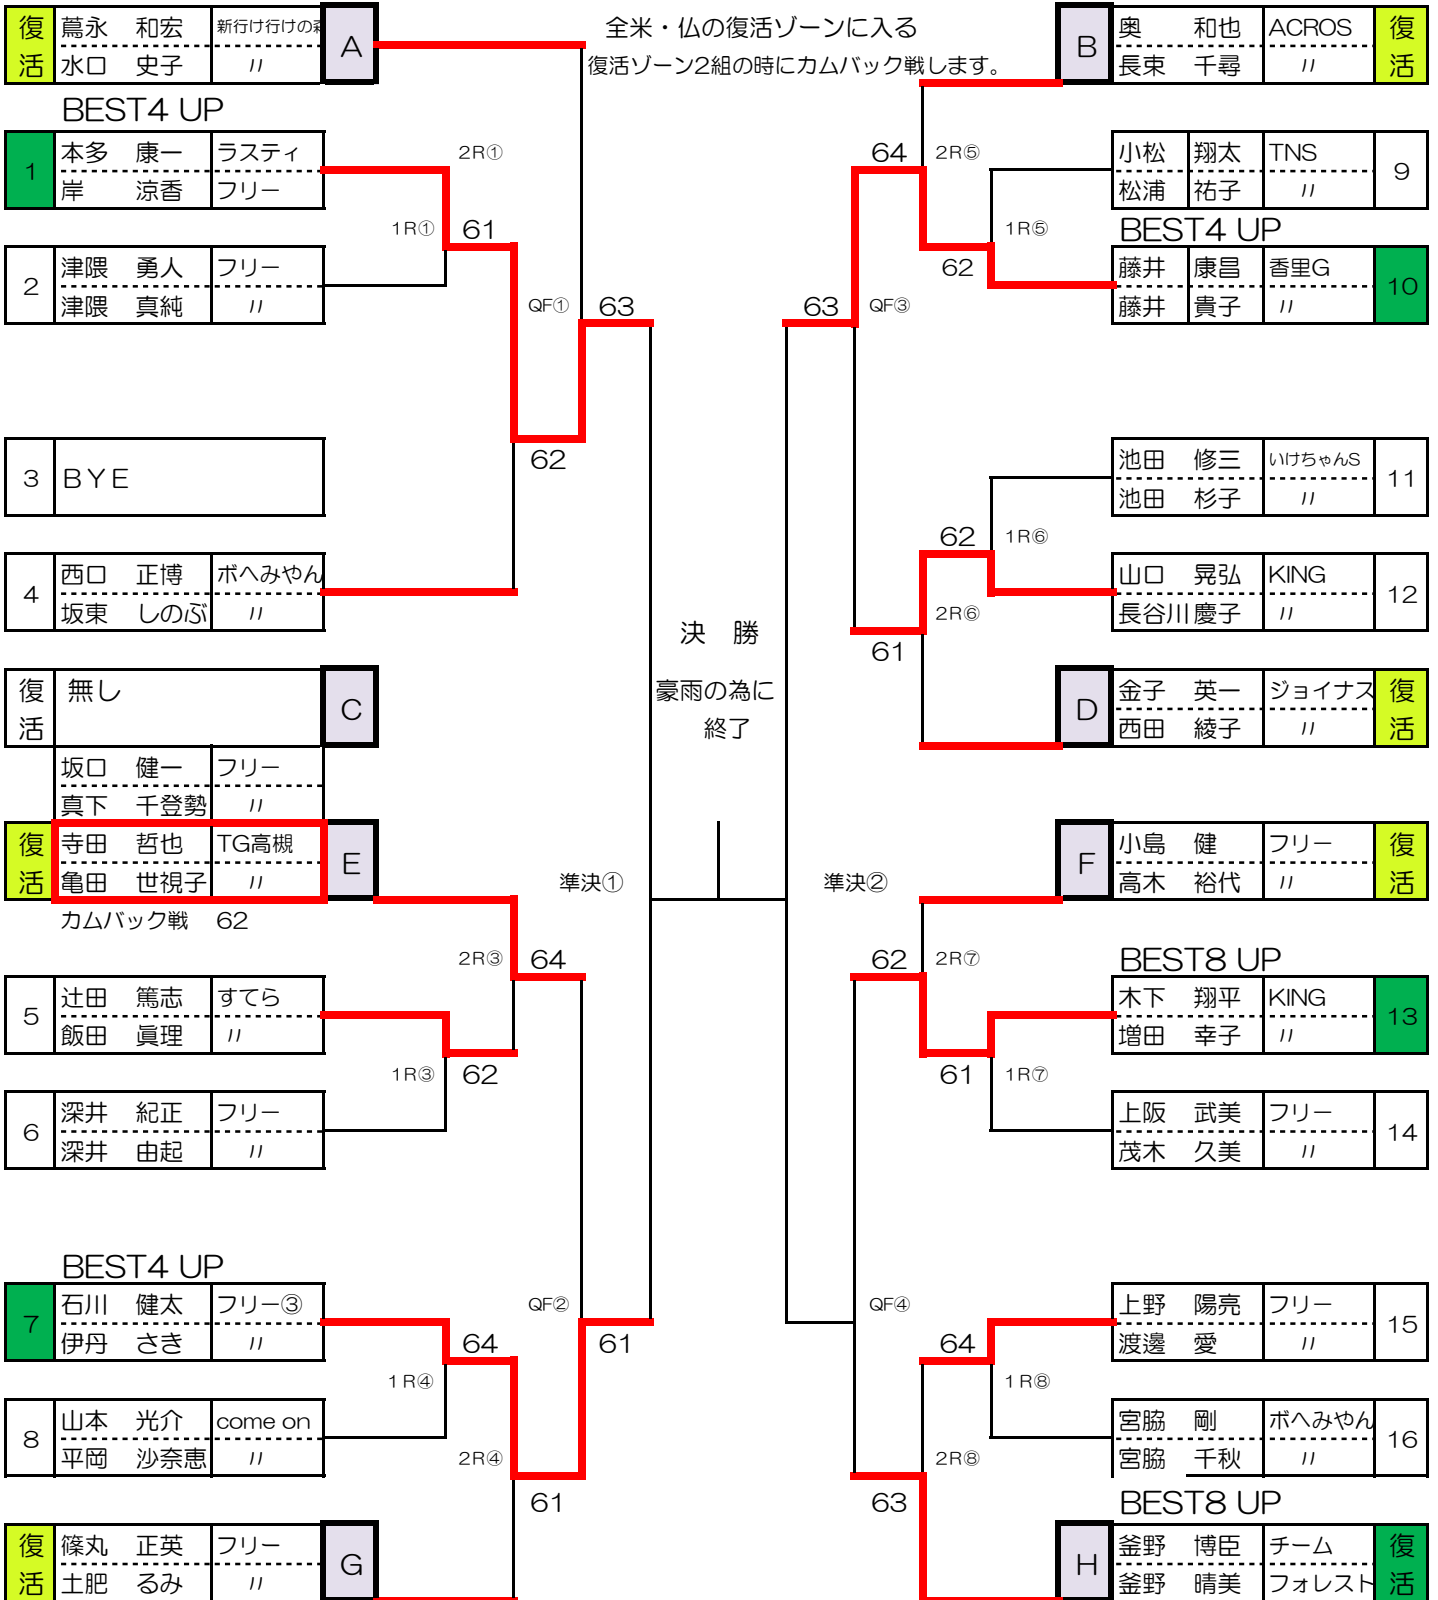 全米・仏の復活ゾーンに入る
復活ゾーン2組の時にカムバック戦します。
復活 蔦永 和宏 新行け行けの森 A
水口 史子 〃
BEST4 UP
1 本多 康一 ラスティ
岸 涼香 フリー
2R①
1R① 61
2 津隈 勇人 フリー
津隈 真純 〃
QF① 63
62
3 BYE
4 西口 正博 ボヘみやん
坂東 しのぶ 〃
復活 無し C
坂口 健一 フリー
真下 千登勢 〃
復活 寺田 哲也 TG高槻 E
亀田 世視子 〃
カムバック戦 62
2R③ 64
5 辻田 篤志 すてら
飯田 眞理 〃
1R③ 62
6 深井 紀正 フリー
深井 由起 〃
BEST4 UP
7 石川 健太 フリー③
伊丹 さき 〃
QF② 61
64
1R④
8 山本 光介 come on
平岡 沙奈恵 〃
2R④
61
復活 篠丸 正英 フリー G
土肥 るみ 〃
決 勝
豪雨の為に
終了
準決① 準決②
B 奥 和也 ACROS 復活
長束 千尋 〃
64 2R⑤
小松 翔太 TNS 9
松浦 祐子 〃
1R⑤
BEST4 UP
62
藤井 康昌 香里G 10
藤井 貴子 〃
63 QF③
池田 修三 いけちゃんS 11
池田 杉子 〃
62 1R⑥
山口 晃弘 KING 12
長谷川 慶子 〃
2R⑥
61
D 金子 英一 ジョイナス 復活
西田 綾子 〃
F 小島 健 フリー 復活
高木 裕代 〃
62 2R⑦
BEST8 UP
木下 翔平 KING 13
増田 幸子 〃
61 1R⑦
上阪 武美 フリー 14
茂木 久美 〃
QF④
上野 陽亮 フリー 15
渡邊 愛 〃
64
1R⑧
宮脇 剛 ボヘみやん 16
宮脇 千秋 〃
2R⑧
63
BEST8 UP
H 釜野 博臣 チーム 復活
釜野 晴美 フォレスト